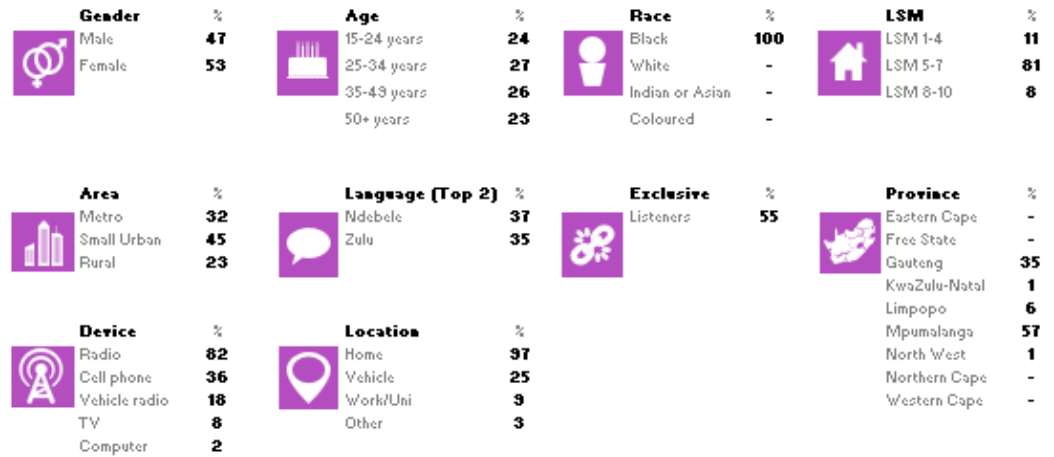 Gender %
Male 47
Female 53
Age %
15-24 years 24
25-34 years 27
35-49 years 26
50+ years 23
Race %
Black 100
White -
Indian or Asian -
Coloured -
LSM %
LSM 1-4 11
LSM 5-7 81
LSM 8-10 8
Area %
Metro 32
Small Urban 45
Rural 23
Language (Top 2) %
Ndebele 37
Zulu 35
Exclusive %
Listeners 55
Province %
Eastern Cape -
Free State -
Gauteng 35
KwaZulu-Natal 1
Limpopo 6
Mpumalanga 57
North West 1
Northern Cape -
Western Cape -
Device %
Radio 82
Cell phone 36
Vehicle radio 18
TV 8
Computer 2
Location %
Home 97
Vehicle 25
Work/Uni 9
Other 3